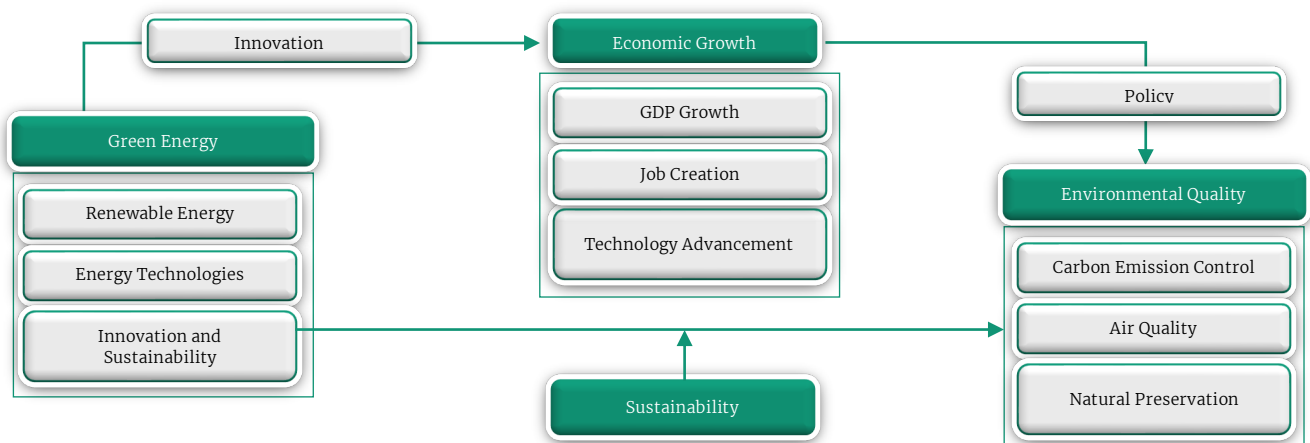 Innovation
Economic Growth
GDP Growth
Job Creation
Technology Advancement
Policy
Green Energy
Renewable Energy
Energy Technologies
Innovation and
Sustainability
Environmental Quality
Carbon Emission Control
Air Quality
Natural Preservation
Sustainability